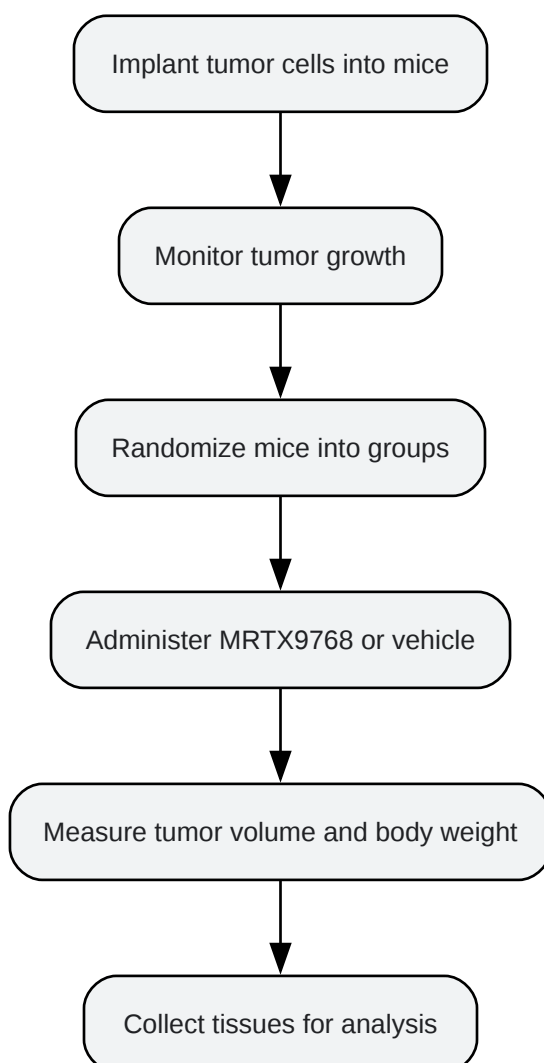 Implant tumor cells into mice
Monitor tumor growth
Randomize mice into groups
Administer MRTX9768 or vehicle
Measure tumor volume and body weight
Collect tissues for analysis